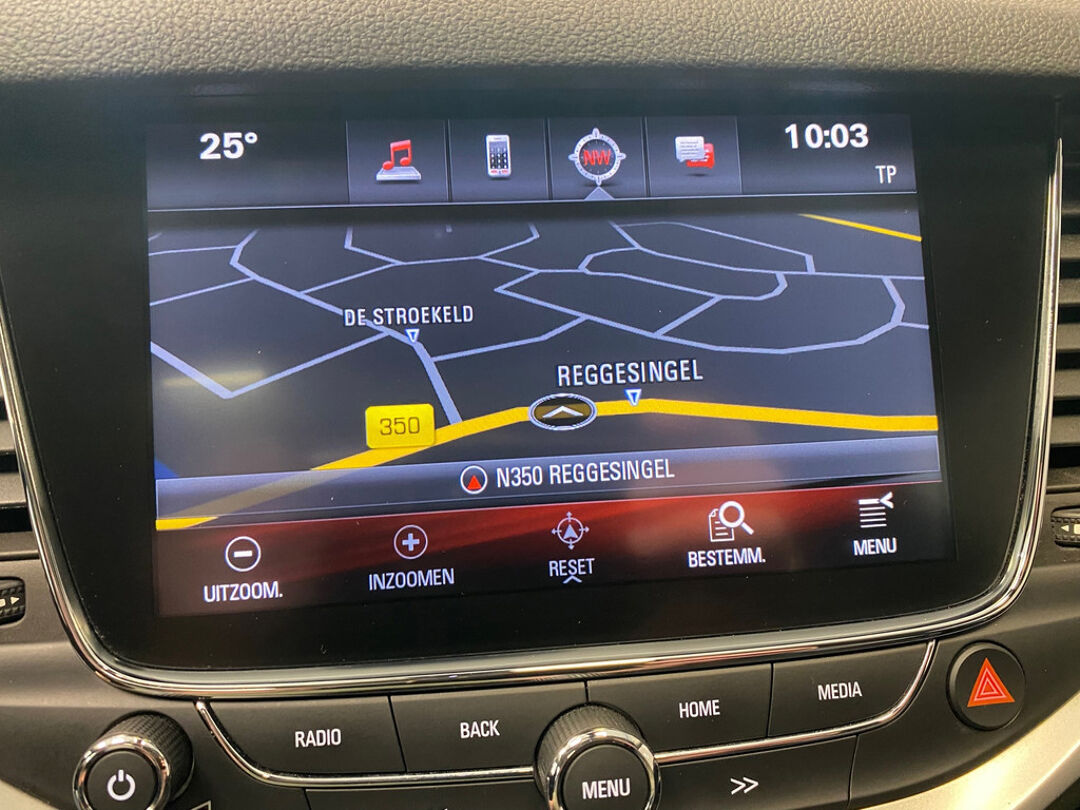 25°
NW
10:03
TP
DE STROEKELD
REGGESINGEL
350
N350 REGGESINGEL
UITZOOM.
INZOOMEN
RESET
BESTEMM.
MENU
RADIO
BACK
HOME
MEDIA
MENU